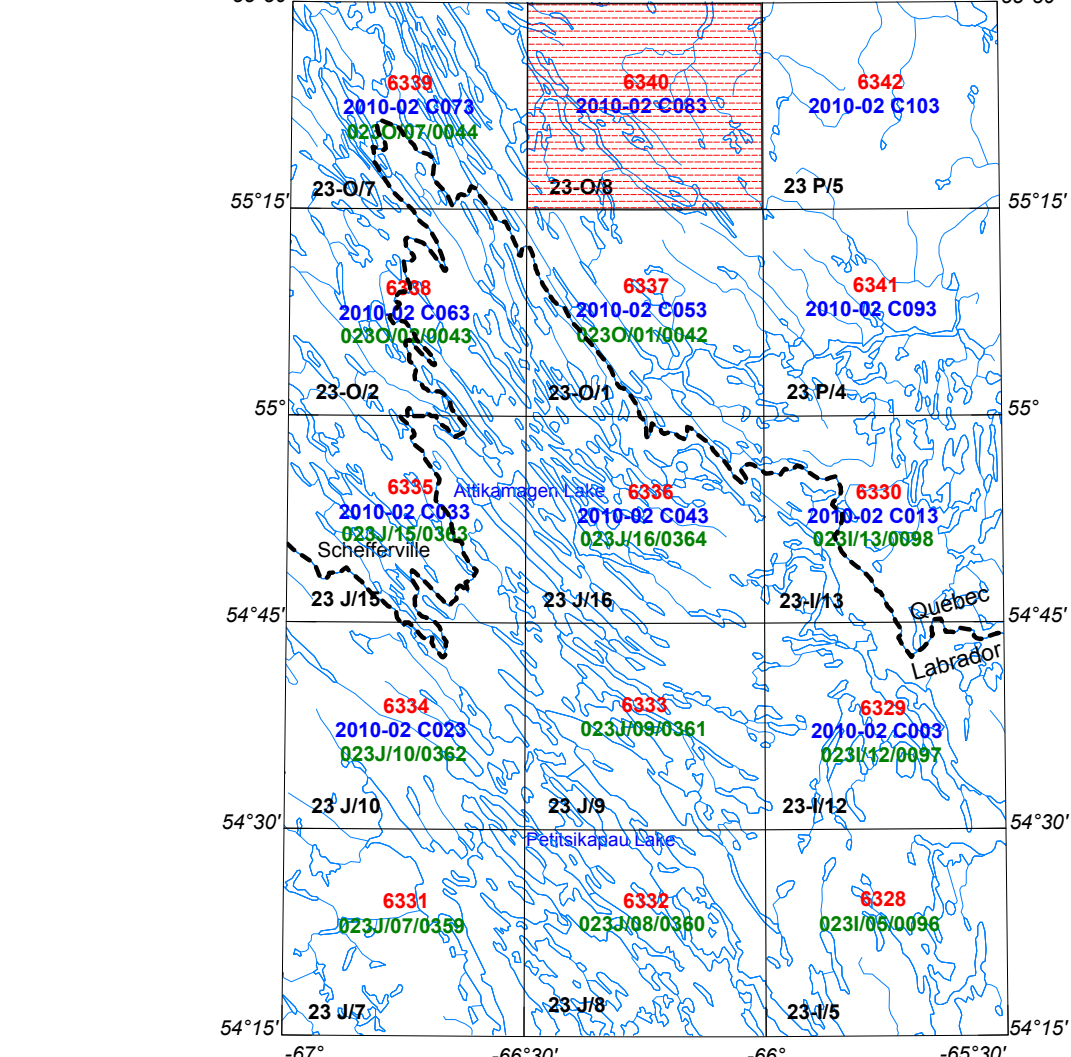 6339
2010-02 C073
023O/07/0044
23-O/7
6340
2010-02 C083
23-O/8
6342
2010-02 C103
23 P/5
55°15'
55°15'
6338
2010-02 C063
023O/02/0043
23-O/2
6337
2010-02 C053
023O/01/0042
23-O/1
6341
2010-02 C093
23 P/4
55°
55°
6335
2010-02 C033
023J/15/0363
Schefferville
23 J/15
Attikamagen Lake
6336
2010-02 C043
023J/16/0364
23 J/16
6330
2010-02 C013
023I/13/0098
23-I/13
Québec
Labrador
54°45'
54°45'
6334
2010-02 C023
023J/10/0362
23 J/10
6333
023J/09/0361
23 J/9
6329
2010-02 C003
023I/12/0097
23-I/12
54°30'
54°30'
Petitsikapau Lake
6331
023J/07/0359
23 J/7
6332
023J/08/0360
23 J/8
6328
023I/05/0096
23-I/5
54°15'
54°15'
-67°
-66°30'
-66°
-65°30'